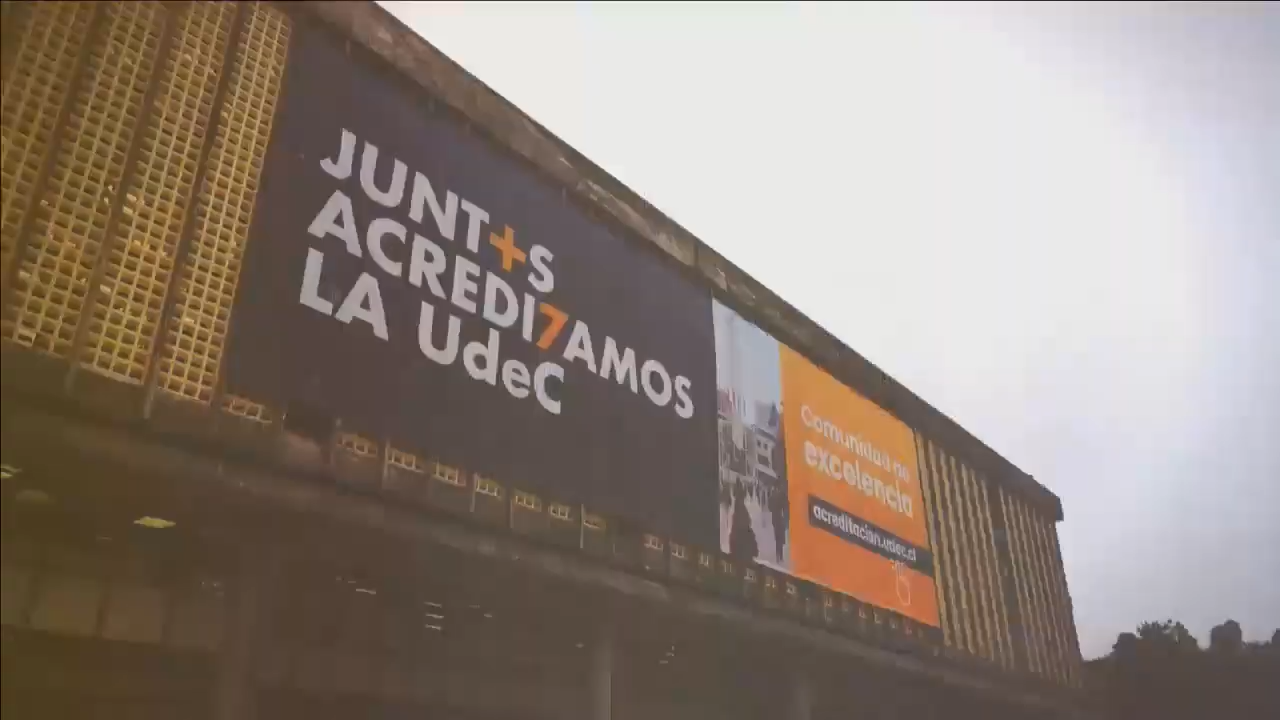 JUNT+S
ACREDI7AMOS
LA UdeC
Comunidad de
excelencia
acreditacion.udec.cl